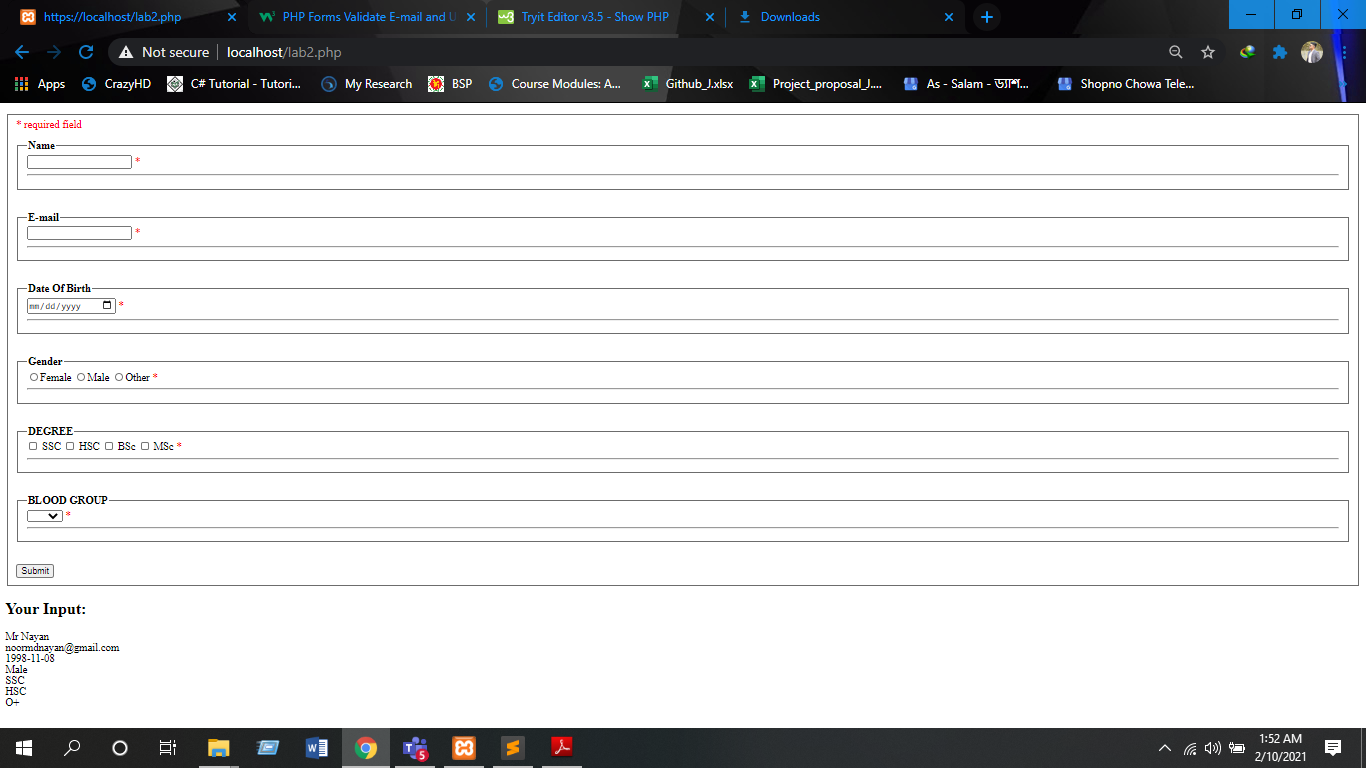 https://localhost/lab2.php
PHP Forms Validate E-mail and U
Tryit Editor v3.5 - Show PHP
Downloads
Not secure
localhost/lab2.php
Apps
CrazyHD
C# Tutorial - Tutori...
My Research
BSP
Course Modules: A...
Github_J.xlsx
Project_proposal_J....
As - Salam - ড্যাশ...
Shopno Chowa Tele...
* required field
Name
*
E-mail
*
Date Of Birth
mm/dd/yyyy *
Gender
Female Male Other *
DEGREE
SSC HSC BSc MSc *
BLOOD GROUP
*
Submit
Your Input:
Mr Nayan
noormdnayan@gmail.com
1998-11-08
Male
SSC
HSC
O+
5
1:52 AM
2/10/2021